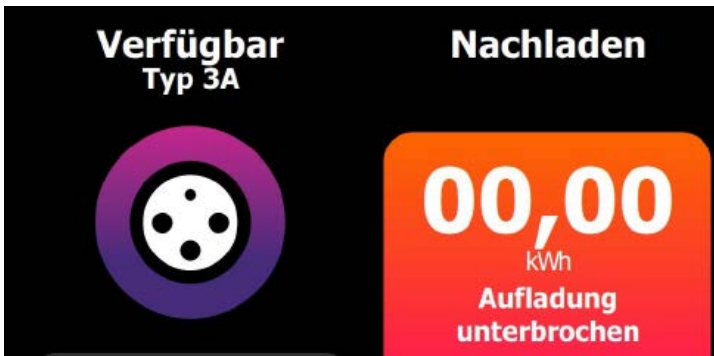 Verfügbar
Typ 3A
Nachladen
00,00
kWh
Aufladung
unterbrochen